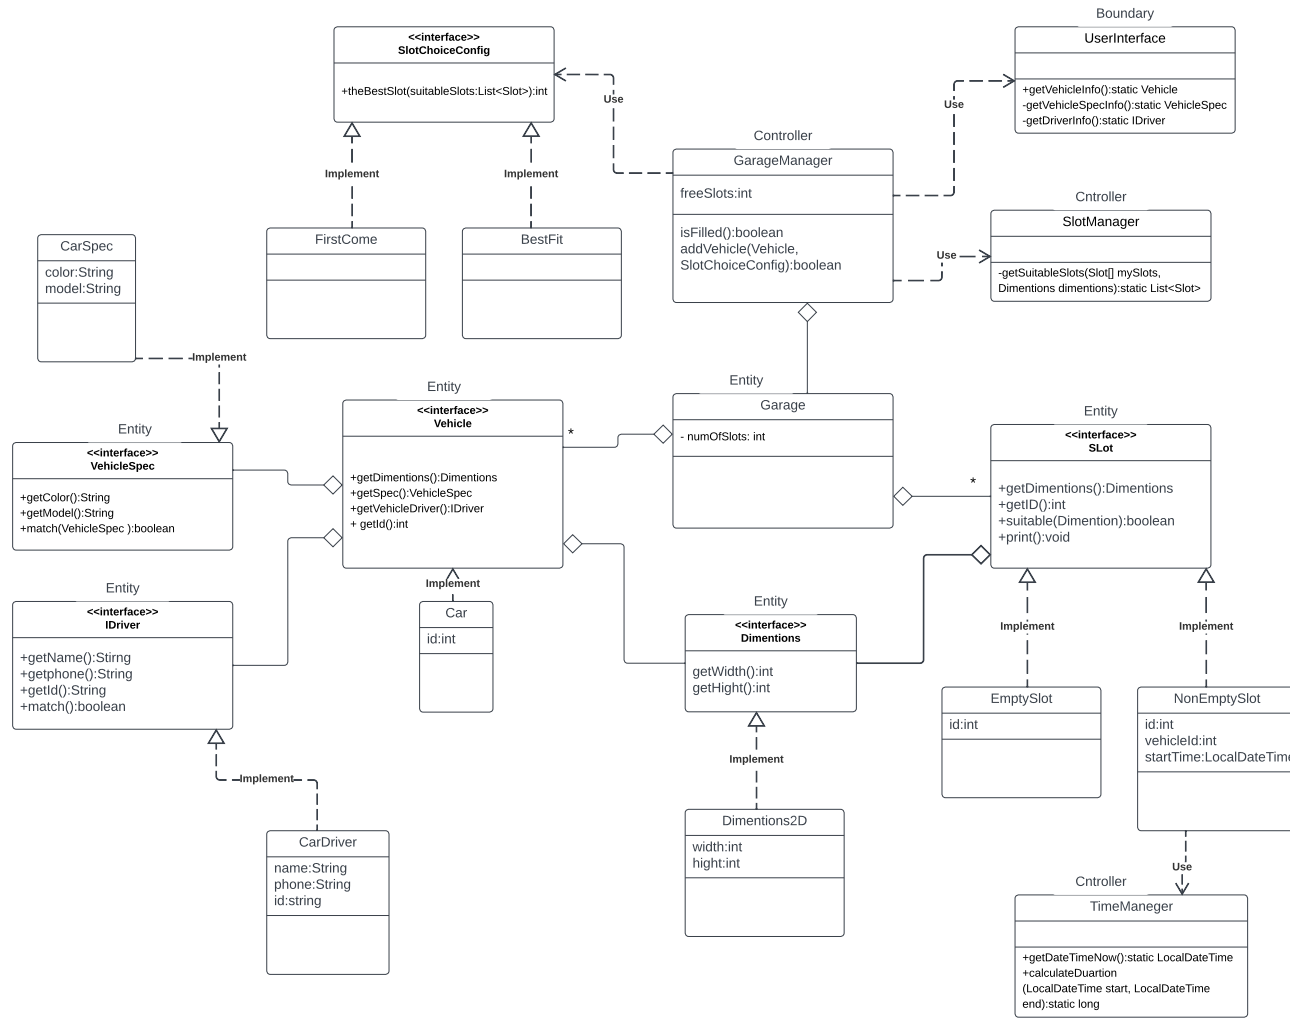 Boundary
UserInterface
+getVehicleInfo():static Vehicle
-getVehicleSpecInfo():static VehicleSpec
-getDriverInfo():static IDriver
<<interface>>
SlotChoiceConfig
+theBestSlot(suitableSlots:List<Slot>):int
Use
Use
Controller
GarageManager
freeSlots:int
isFilled():boolean
addVehicle(Vehicle,
SlotChoiceConfig):boolean
Implement
Implement
Cntroller
SlotManager
-getSuitableSlots(Slot[] mySlots,
Dimentions dimentions):static List<Slot>
Use
FirstCome
BestFit
CarSpec
color:String
model:String
Implement
Entity
<<interface>>
Vehicle
+getDimentions():Dimentions
+getSpec():VehicleSpec
+getVehicleDriver():IDriver
+ getId():int
*
Entity
Garage
- numOfSlots: int
*
Entity
<<interface>>
SLot
+getDimentions():Dimentions
+getID():int
+suitable(Dimention):boolean
+print():void
Entity
<<interface>>
VehicleSpec
+getColor():String
+getModel():String
+match(VehicleSpec ):boolean
Entity
<<interface>>
IDriver
+getName():Stirng
+getphone():String
+getId():String
+match():boolean
Implement
Car
id:int
Entity
<<interface>>
Dimentions
getWidth():int
getHight():int
Implement
Implement
EmptySlot
id:int
NonEmptySlot
id:int
vehicleId:int
startTime:LocalDateTime
Implement
Implement
CarDriver
name:String
phone:String
id:string
Dimentions2D
width:int
hight:int
Use
Cntroller
TimeManeger
+getDateTimeNow():static LocalDateTime
+calculateDuartion
(LocalDateTime start, LocalDateTime
end):static long